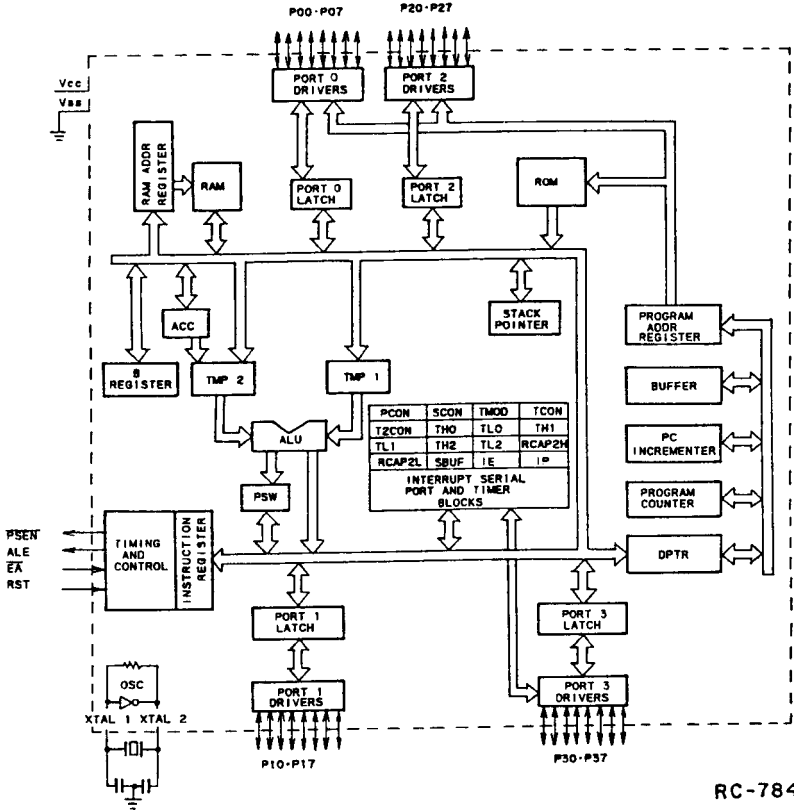 P00-P07
P20-P27
Vcc
Vss
PORT 0
DRIVERS
PORT 2
DRIVERS
RAM ADDR
REGISTER
RAM
PORT 0
LATCH
PORT 2
LATCH
ROM
ACC
STACK
POINTER
PROGRAM
ADDR
REGISTER
B
REGISTER
TMP 2
TMP 1
BUFFER
ALU
PCON SCON TMOD TCON
T2CON TH0 TL0 TH1
TL1 TH2 TL2 RCAP2H
RCAP2L SBUF IE IP
INTERRUPT SERIAL
PORT AND TIMER
BLOCKS
PC
INCREMENTER
PSW
PROGRAM
COUNTER
PSEN
ALE
EA
RST
TIMING
AND
CONTROL
INSTRUCTION
REGISTER
DPTR
PORT 1
LATCH
PORT 3
LATCH
OSC
XTAL 1 XTAL 2
PORT 1
DRIVERS
PORT 3
DRIVERS
P10-P17
P30-P37
RC-784